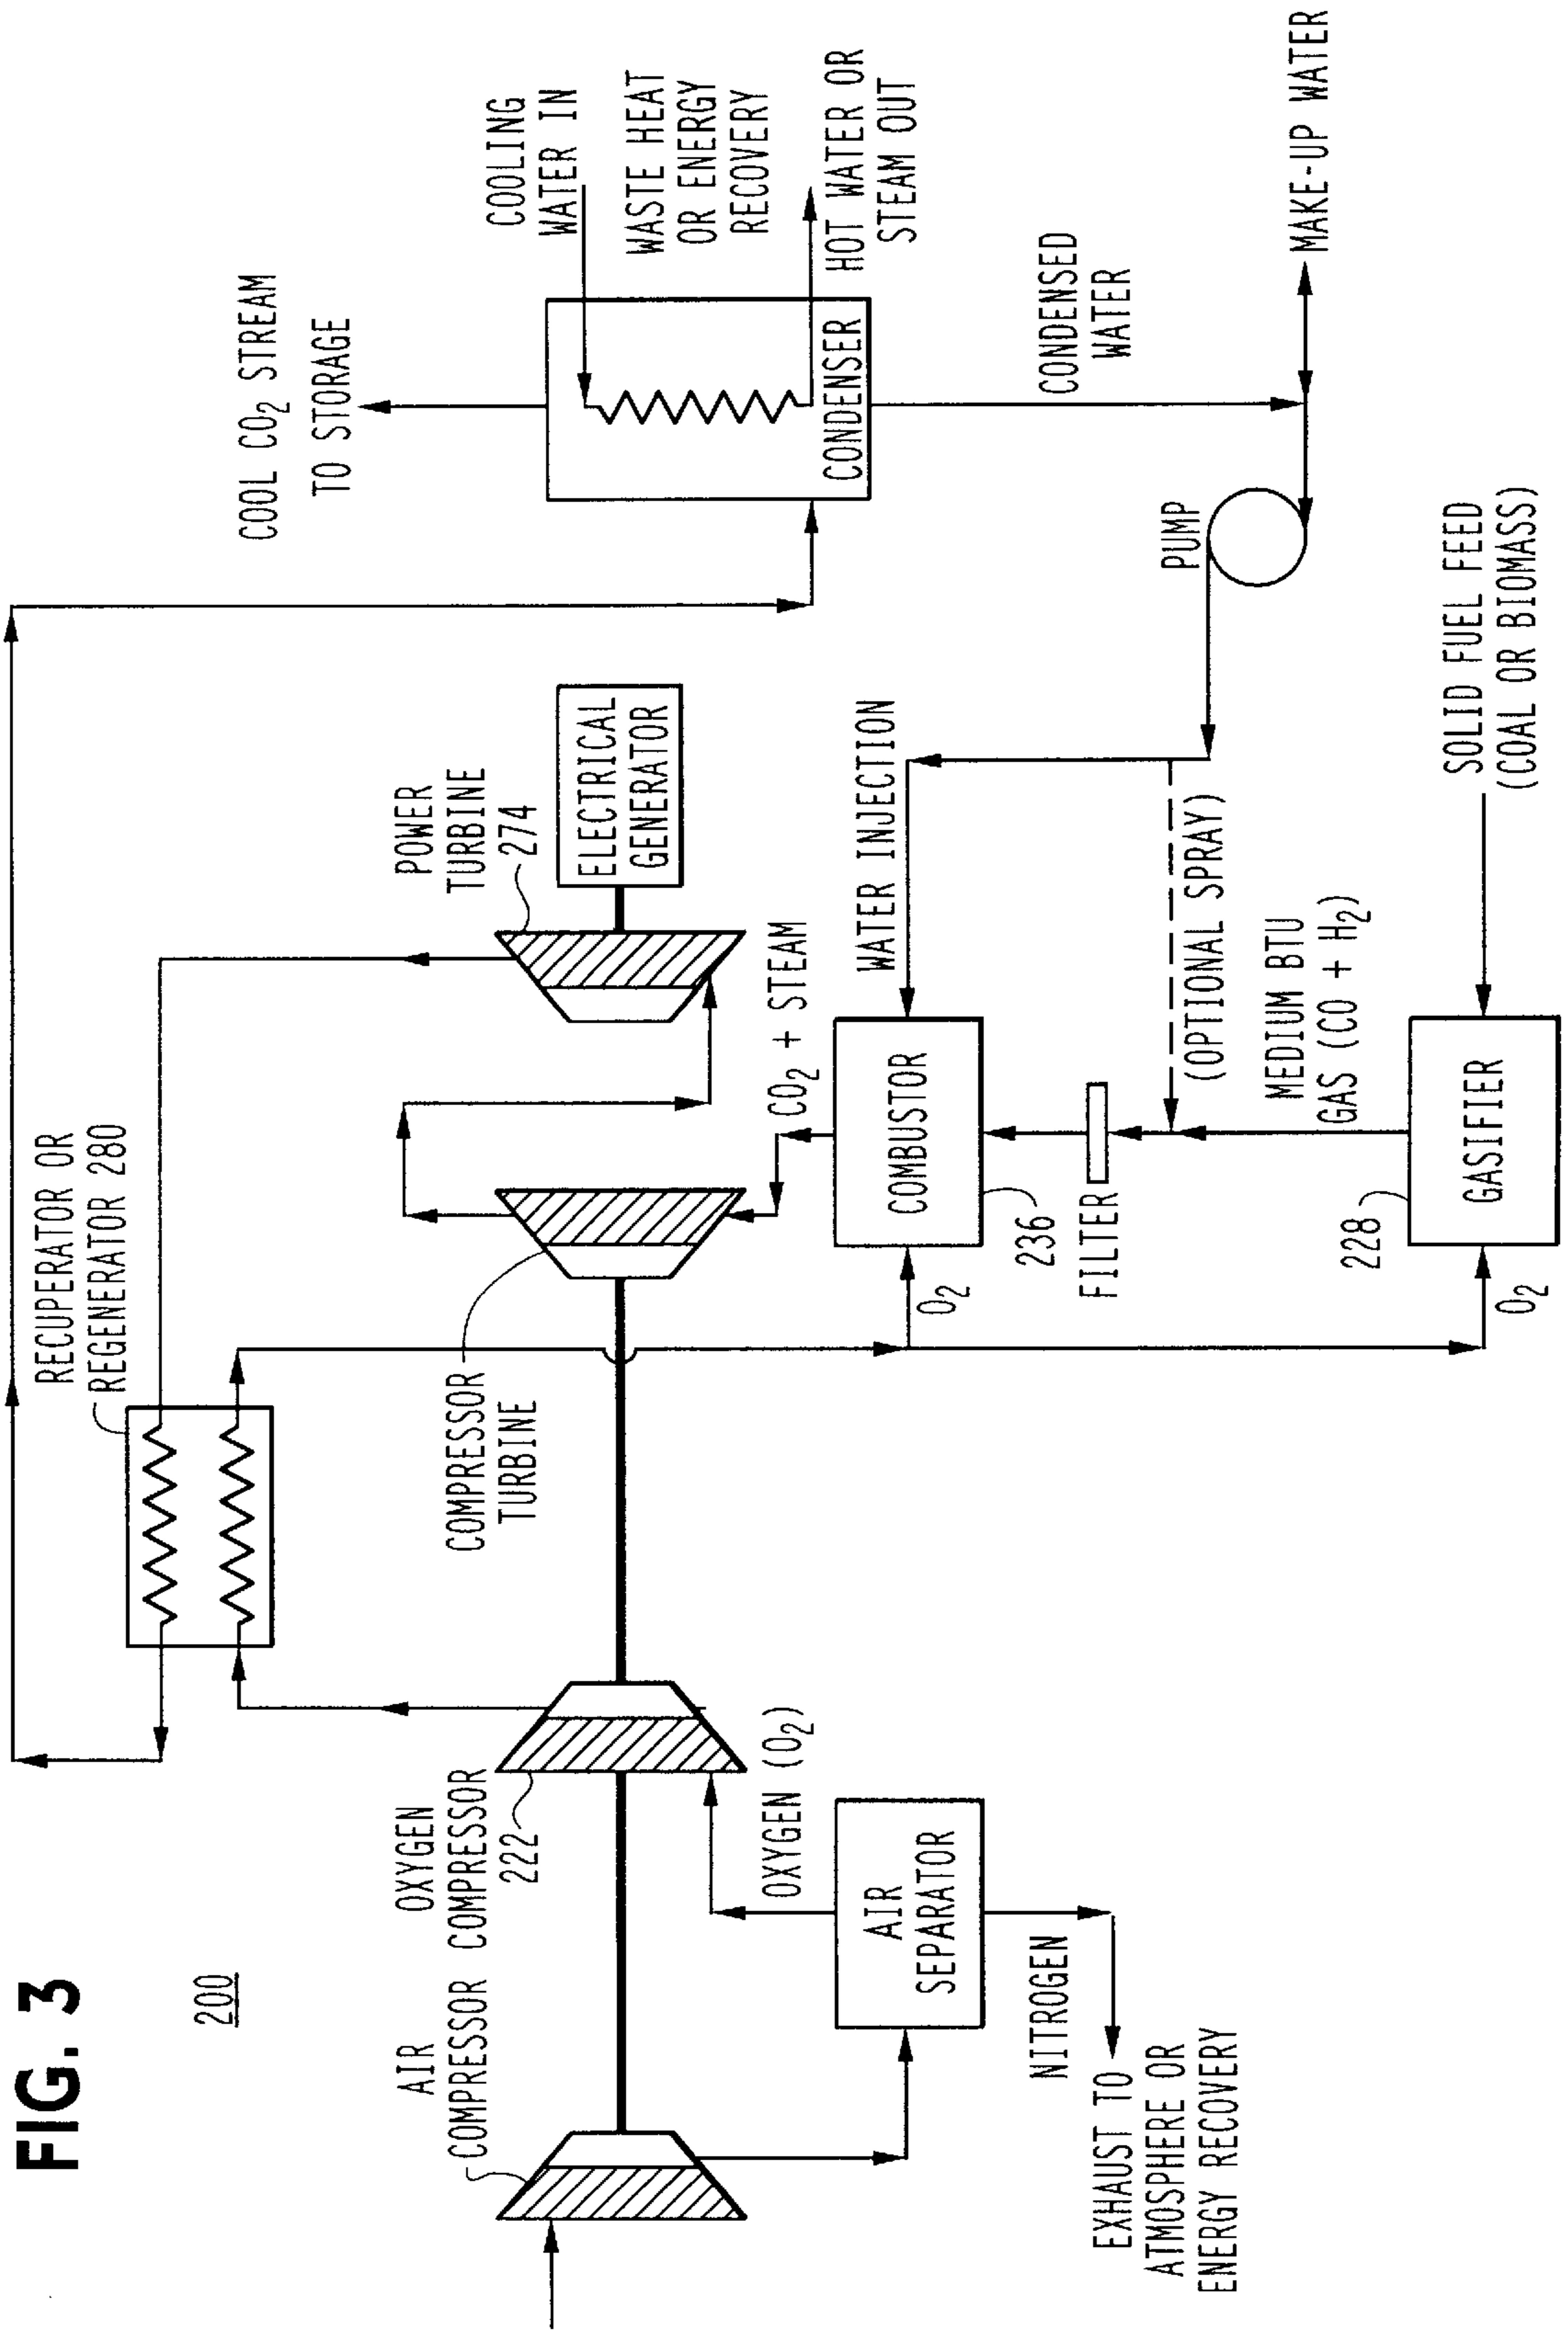 FIG. 3
200
RECUPERATOR OR
REGENERATOR 280
COOL CO2 STREAM
TO STORAGE
AIR
COMPRESSOR
OXYGEN
COMPRESSOR
222
COMPRESSOR
TURBINE
POWER
TURBINE
274
ELECTRICAL
GENERATOR
COOLING
WATER IN
WASTE HEAT
OR ENERGY
RECOVERY
HOT WATER OR
STEAM OUT
CONDENSER
OXYGEN (O2)
CO2 + STEAM
AIR
SEPARATOR
O2
COMBUSTOR
236
WATER INJECTION
CONDENSED
WATER
NITROGEN
EXHAUST TO
ATMOSPHERE OR
ENERGY RECOVERY
FILTER
(OPTIONAL SPRAY)
PUMP
MAKE-UP WATER
MEDIUM BTU
GAS (CO + H2)
228
GASIFIER
O2
SOLID FUEL FEED
(COAL OR BIOMASS)